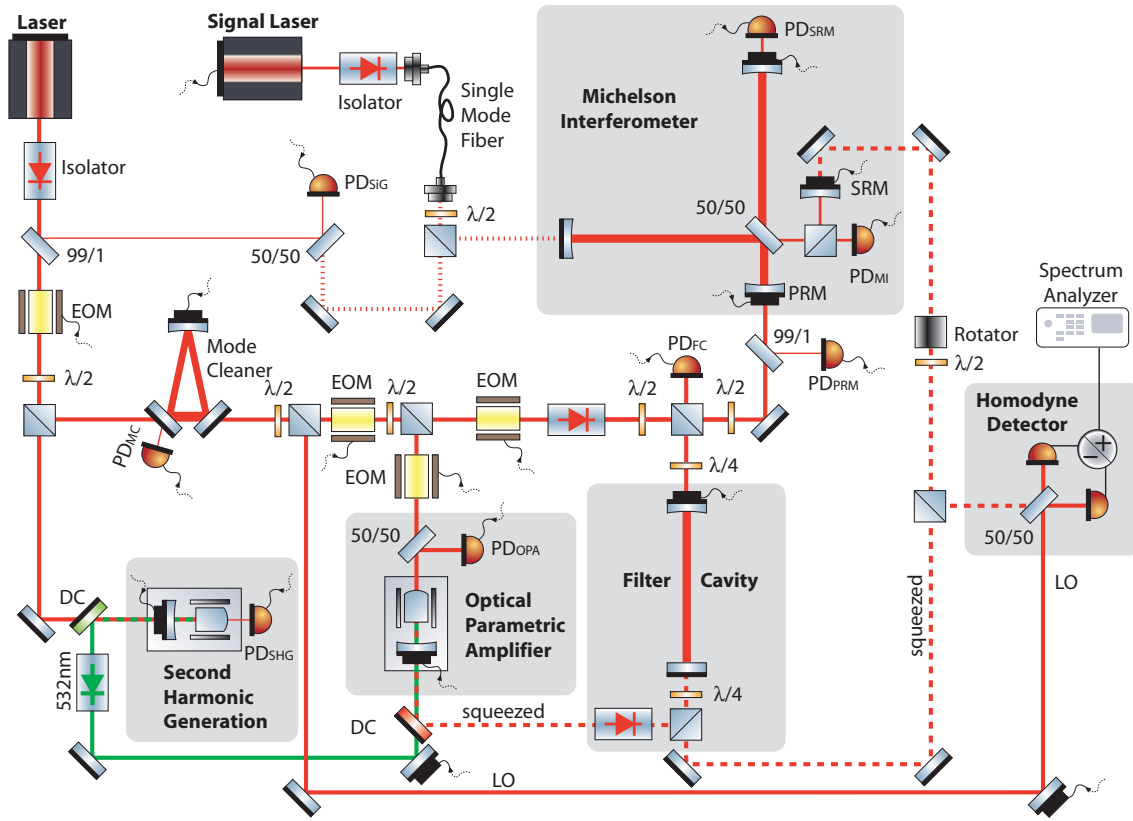 Laser
Signal Laser
PDSRM
Isolator
Single
Mode
Fiber
Michelson
Interferometer
Isolator
PDSiG
SRM
λ/2
50/50
99/1
50/50
PDMI
EOM
PRM
Spectrum
Analyzer
Mode
Cleaner
PDFC
99/1
Rotator
λ/2
λ/2
λ/2
EOM
λ/2
EOM
λ/2
λ/2
PDPRM
Homodyne
Detector
PDMC
EOM
λ/4
50/50
PDOPA
50/50
Filter
Cavity
LO
DC
Optical
Parametric
Amplifier
squeezed
PDSHG
532nm
Second
Harmonic
Generation
λ/4
DC
squeezed
LO